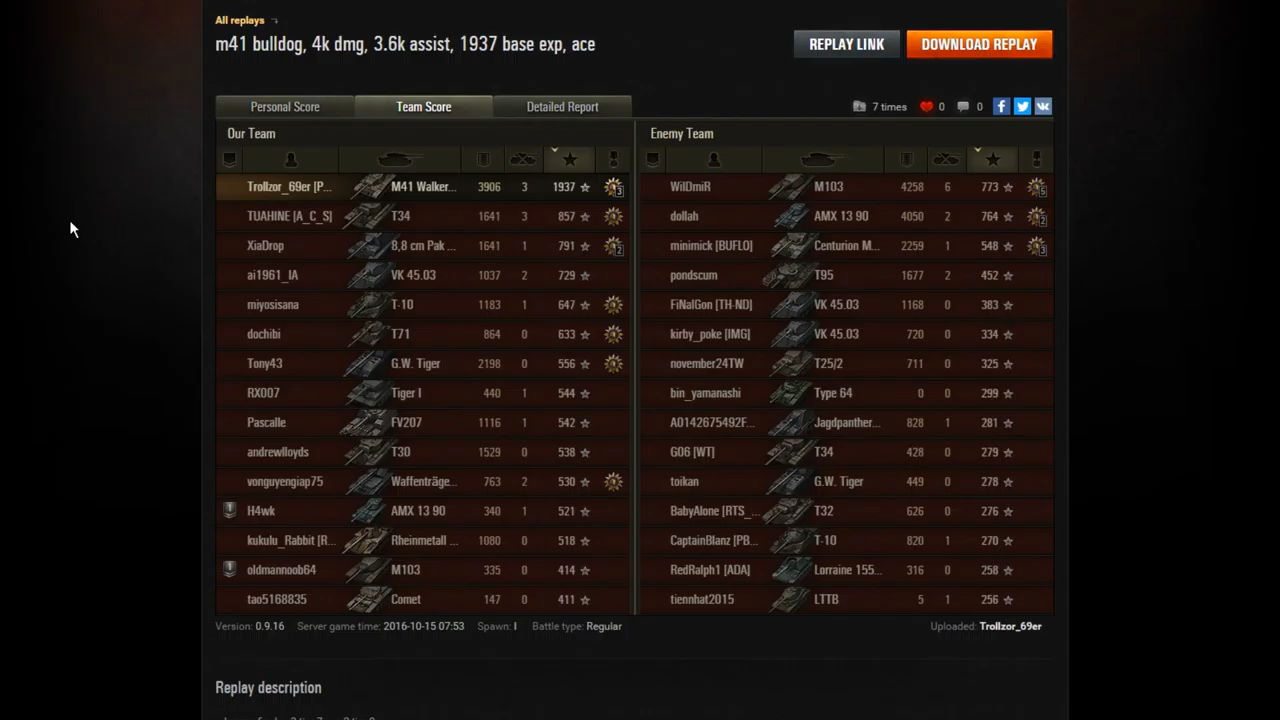 All replays
m41 bulldog, 4k dmg, 3.6k assist, 1937 base exp, ace
REPLAY LINK DOWNLOAD REPLAY
Personal Score Team Score Detailed Report 7 times 0 0
Our Team Enemy Team
Trollzor_69er [P... M41 Walker... 3906 3 1937 3 WilDmiR M103 4258 6 773 5
TUAHINE [A_C_S] T34 1641 3 857 dollah AMX 13 90 4050 2 764 2
XiaDrop 8,8 cm Pak ... 1641 1 791 2 minimick [BUFLO] Centurion M... 2259 1 548 3
ai1961_IA VK 45.03 1037 2 729 pondscum T95 1677 2 452
miyosisana T-10 1183 1 647 FiNalGon [TH-ND] VK 45.03 1168 0 383
dochibi T71 864 0 633 kirby_poke [IMG] VK 45.03 720 0 334
Tony43 G.W. Tiger 2198 0 556 november24TW T25/2 711 0 325
RX007 Tiger I 440 1 544 bin_yamanashi Type 64 0 0 299
Pascalle FV207 1116 1 542 A0142675492F... Jagdpanther... 828 1 281
andrewlloyds T30 1529 0 538 G06 [WT] T34 428 0 279
vonguyengiap75 Waffenträge... 763 2 530 toikan G.W. Tiger 449 0 278
H4wk AMX 13 90 340 1 521 BabyAlone [RTS_... T32 626 0 276
kukulu_Rabbit [R... Rheinmetall ... 1080 0 518 CaptainBlanz [PB... T-10 820 1 270
oldmannoob64 M103 335 0 414 RedRalph1 [ADA] Lorraine 155... 316 0 258
tao5168835 Comet 147 0 411 tiennhat2015 LTTB 5 1 256
Version: 0.9.16 Server game time: 2016-10-15 07:53 Spawn: I Battle type: Regular Uploaded: Trollzor_69er
Replay description